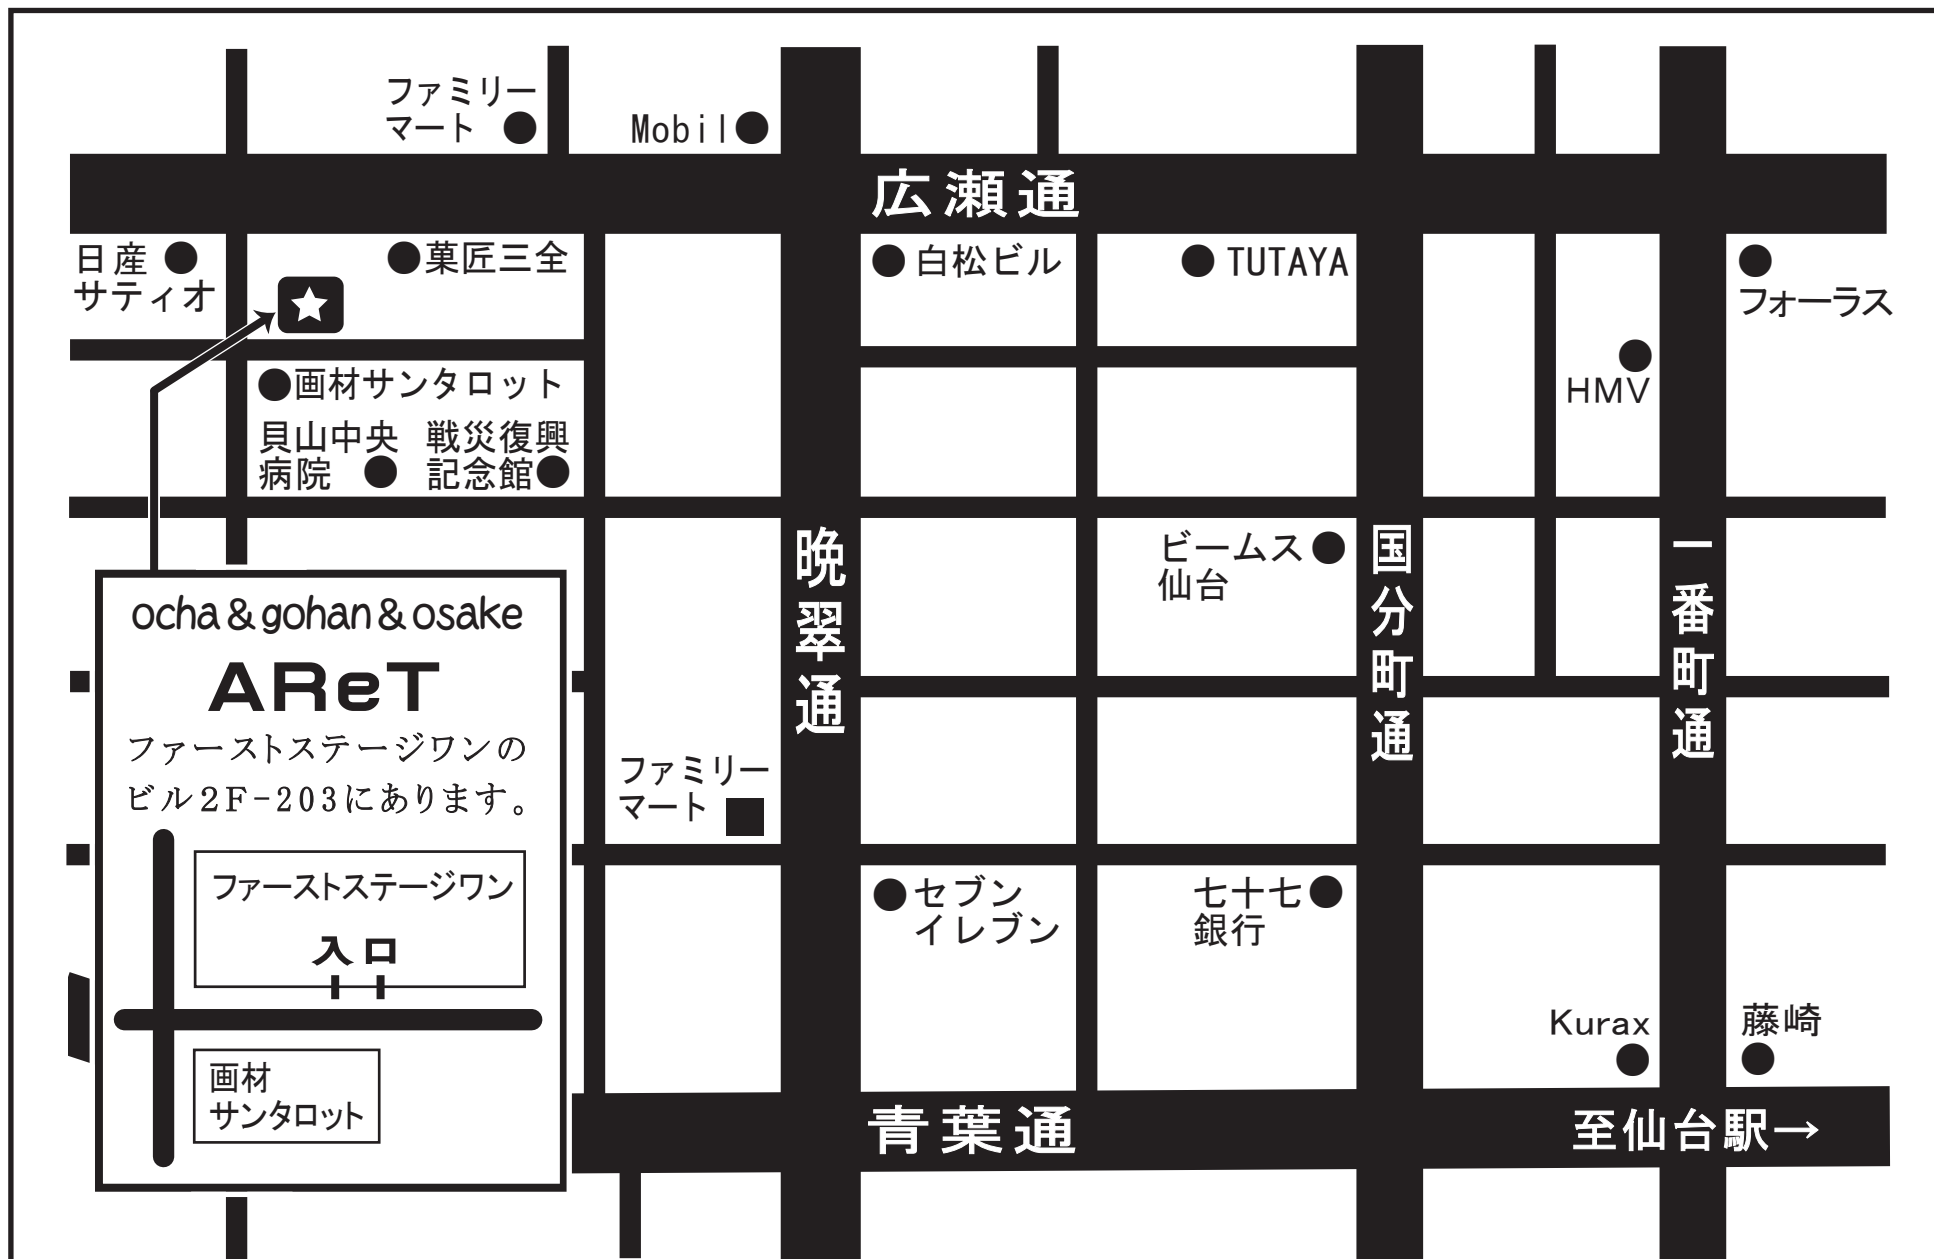 ファミリー
マート
Mobil
広瀬通
日産
サティオ
菓匠三全
白松ビル
TUTAYA
フォーラス
画材サンタロット
HMV
貝山中央
病院
戦災復興
記念館
晩翠通
ビームス
仙台
国分町通
一番町通
ocha & gohan & osake
AReT
ファーストステージワンの
ビル2F-203にあります。
ファミリー
マート
ファーストステージワン
入口
画材
サンタロット
セブン
イレブン
七十七
銀行
Kurax
藤崎
青葉通
至仙台駅→